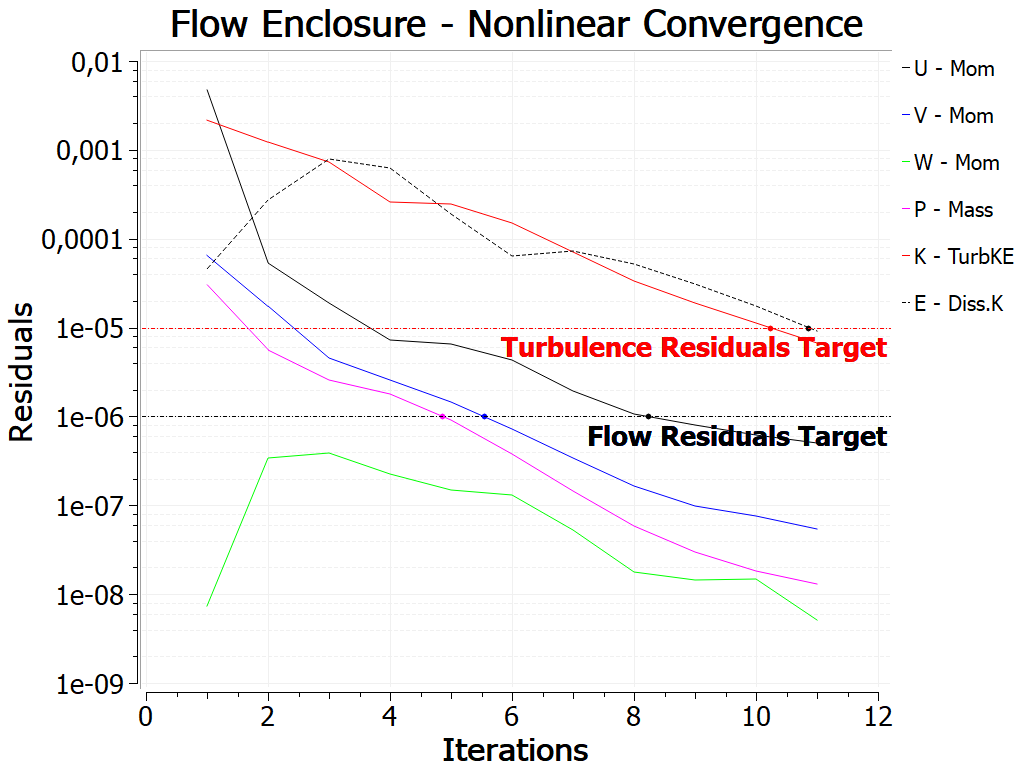 Flow Enclosure - Nonlinear Convergence
0,01
0,001
0,0001
1e-05
1e-06
1e-07
1e-08
1e-09
Residuals
Turbulence Residuals Target
Flow Residuals Target
0
2
4
6
8
10
12
Iterations
U - Mom
V - Mom
W - Mom
P - Mass
K - TurbKE
E - Diss.K